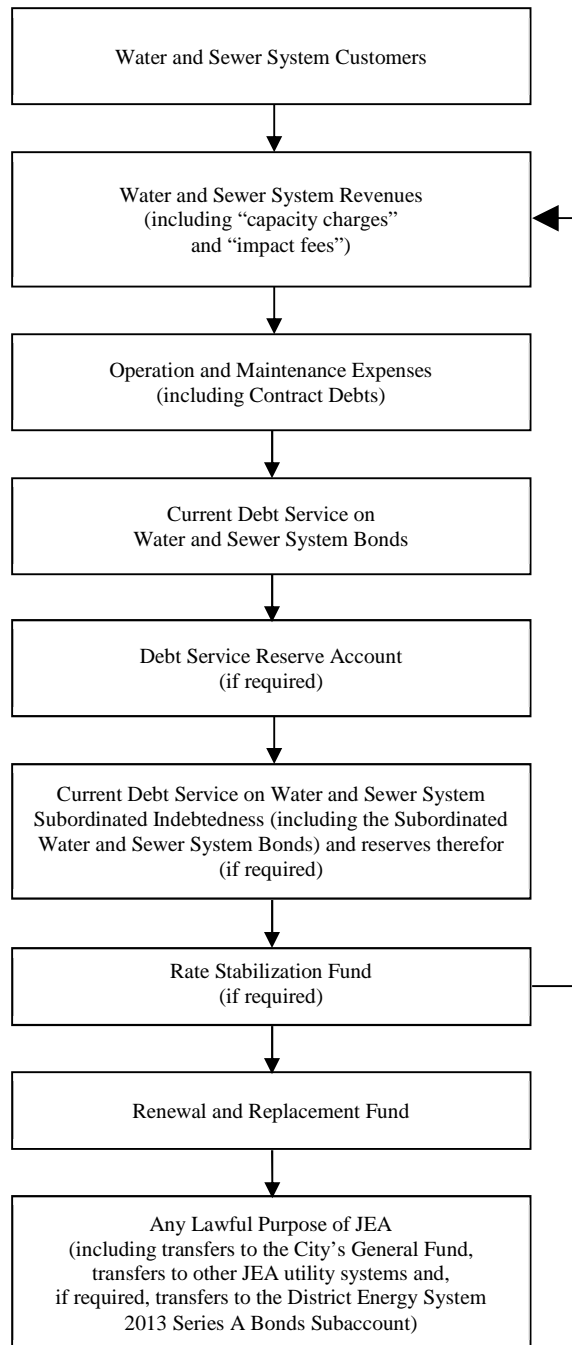 Water and Sewer System Customers
Water and Sewer System Revenues
(including “capacity charges”
and “impact fees”)
Operation and Maintenance Expenses
(including Contract Debts)
Current Debt Service on
Water and Sewer System Bonds
Debt Service Reserve Account
(if required)
Current Debt Service on Water and Sewer System
Subordinated Indebtedness (including the Subordinated
Water and Sewer System Bonds) and reserves therefor
(if required)
Rate Stabilization Fund
(if required)
Renewal and Replacement Fund
Any Lawful Purpose of JEA
(including transfers to the City’s General Fund,
transfers to other JEA utility systems and,
if required, transfers to the District Energy System
2013 Series A Bonds Subaccount)